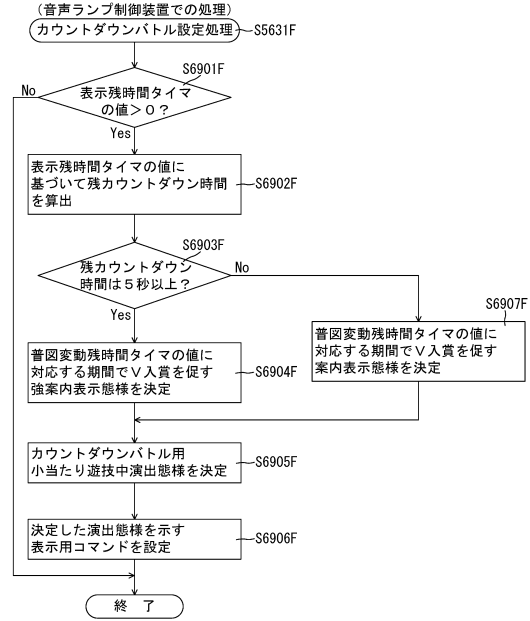 (音声ランプ制御装置での処理)
カウントダウンバトル設定処理
S5631F
S6901F
表示残時間タイマ
の値＞０？
No
Yes
表示残時間タイマの値に
基づいて残カウントダウン時間
を算出
S6902F
S6903F
残カウントダウン
時間は５秒以上？
No
Yes
S6907F
普図変動残時間タイマの値に
対応する期間でＶ入賞を促す
強案内表示態様を決定
S6904F
普図変動残時間タイマの値に
対応する期間でＶ入賞を促す
案内表示態様を決定
カウントダウンバトル用
小当たり遊技中演出態様を決定
S6905F
決定した演出態様を示す
表示用コマンドを設定
S6906F
終　了